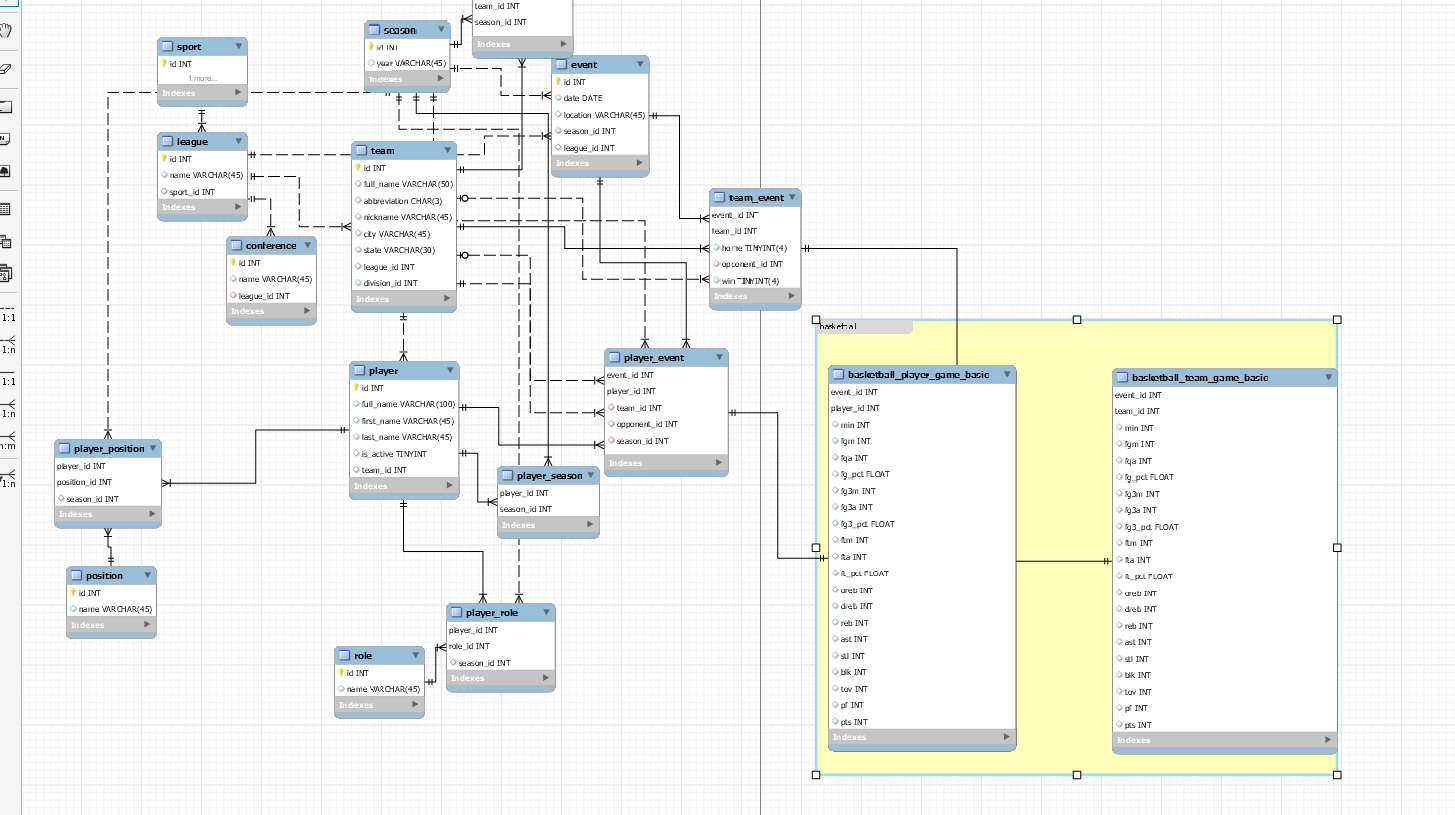 team_id INT
season_id INT
Indexes
season
id INT
year VARCHAR(45)
Indexes
sport
id INT
1 more...
Indexes
event
id INT
date DATE
location VARCHAR(45)
season_id INT
league_id INT
Indexes
league
id INT
name VARCHAR(45)
sport_id INT
Indexes
team
id INT
full_name VARCHAR(50)
abbreviation CHAR(3)
nickname VARCHAR(45)
city VARCHAR(45)
state VARCHAR(30)
league_id INT
division_id INT
Indexes
team_event
event_id INT
team_id INT
home TINYINT(4)
opponent_id INT
win TINYINT(4)
Indexes
conference
id INT
name VARCHAR(45)
league_id INT
Indexes
1:1
1:n
1:1
1:n
n:m
1:n
basketball
player_event
event_id INT
player_id INT
team_id INT
opponent_id INT
season_id INT
Indexes
player
id INT
full_name VARCHAR(100)
first_name VARCHAR(45)
last_name VARCHAR(45)
is_active TINYINT
team_id INT
Indexes
basketball_player_game_basic
event_id INT
player_id INT
min INT
fgm INT
fga INT
fg_pct FLOAT
fg3m INT
fg3a INT
fg3_pct FLOAT
ftm INT
fta INT
ft_pct FLOAT
oreb INT
dreb INT
reb INT
ast INT
stl INT
blk INT
tov INT
pf INT
pts INT
Indexes
basketball_team_game_basic
event_id INT
team_id INT
min INT
fgm INT
fga INT
fg_pct FLOAT
fg3m INT
fg3a INT
fg3_pct FLOAT
ftm INT
fta INT
ft_pct FLOAT
oreb INT
dreb INT
reb INT
ast INT
stl INT
blk INT
tov INT
pf INT
pts INT
Indexes
player_position
player_id INT
position_id INT
season_id INT
Indexes
player_season
player_id INT
season_id INT
Indexes
position
id INT
name VARCHAR(45)
Indexes
player_role
player_id INT
role_id INT
season_id INT
Indexes
role
id INT
name VARCHAR(45)
Indexes